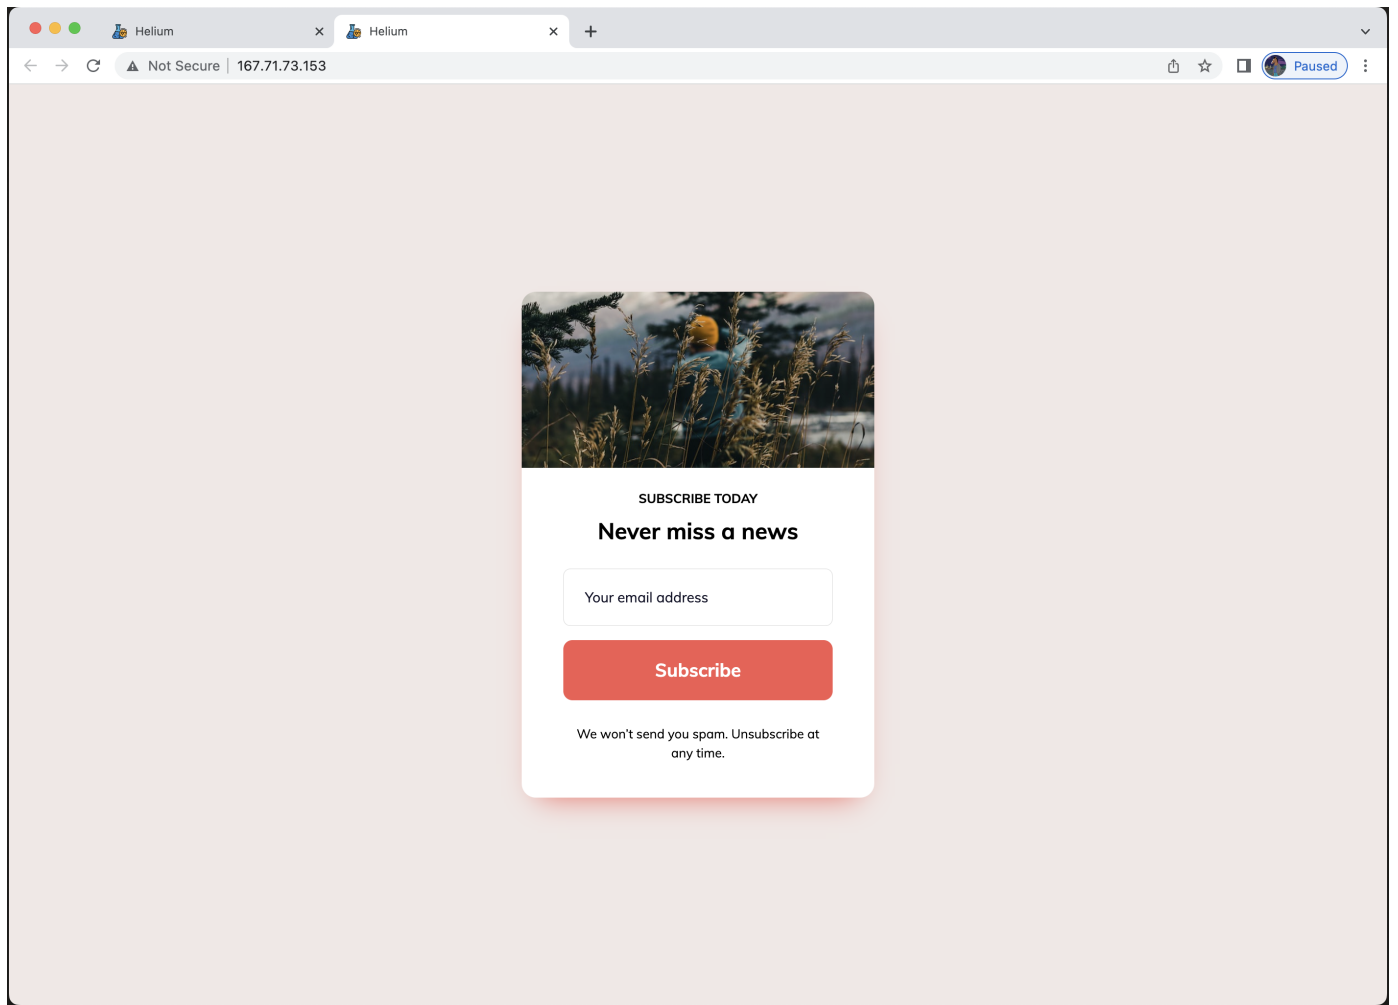 Helium
Helium
Not Secure
167.71.73.153
Paused
SUBSCRIBE TODAY
Never miss a news
Your email address
Subscribe
We won't send you spam. Unsubscribe at
any time.